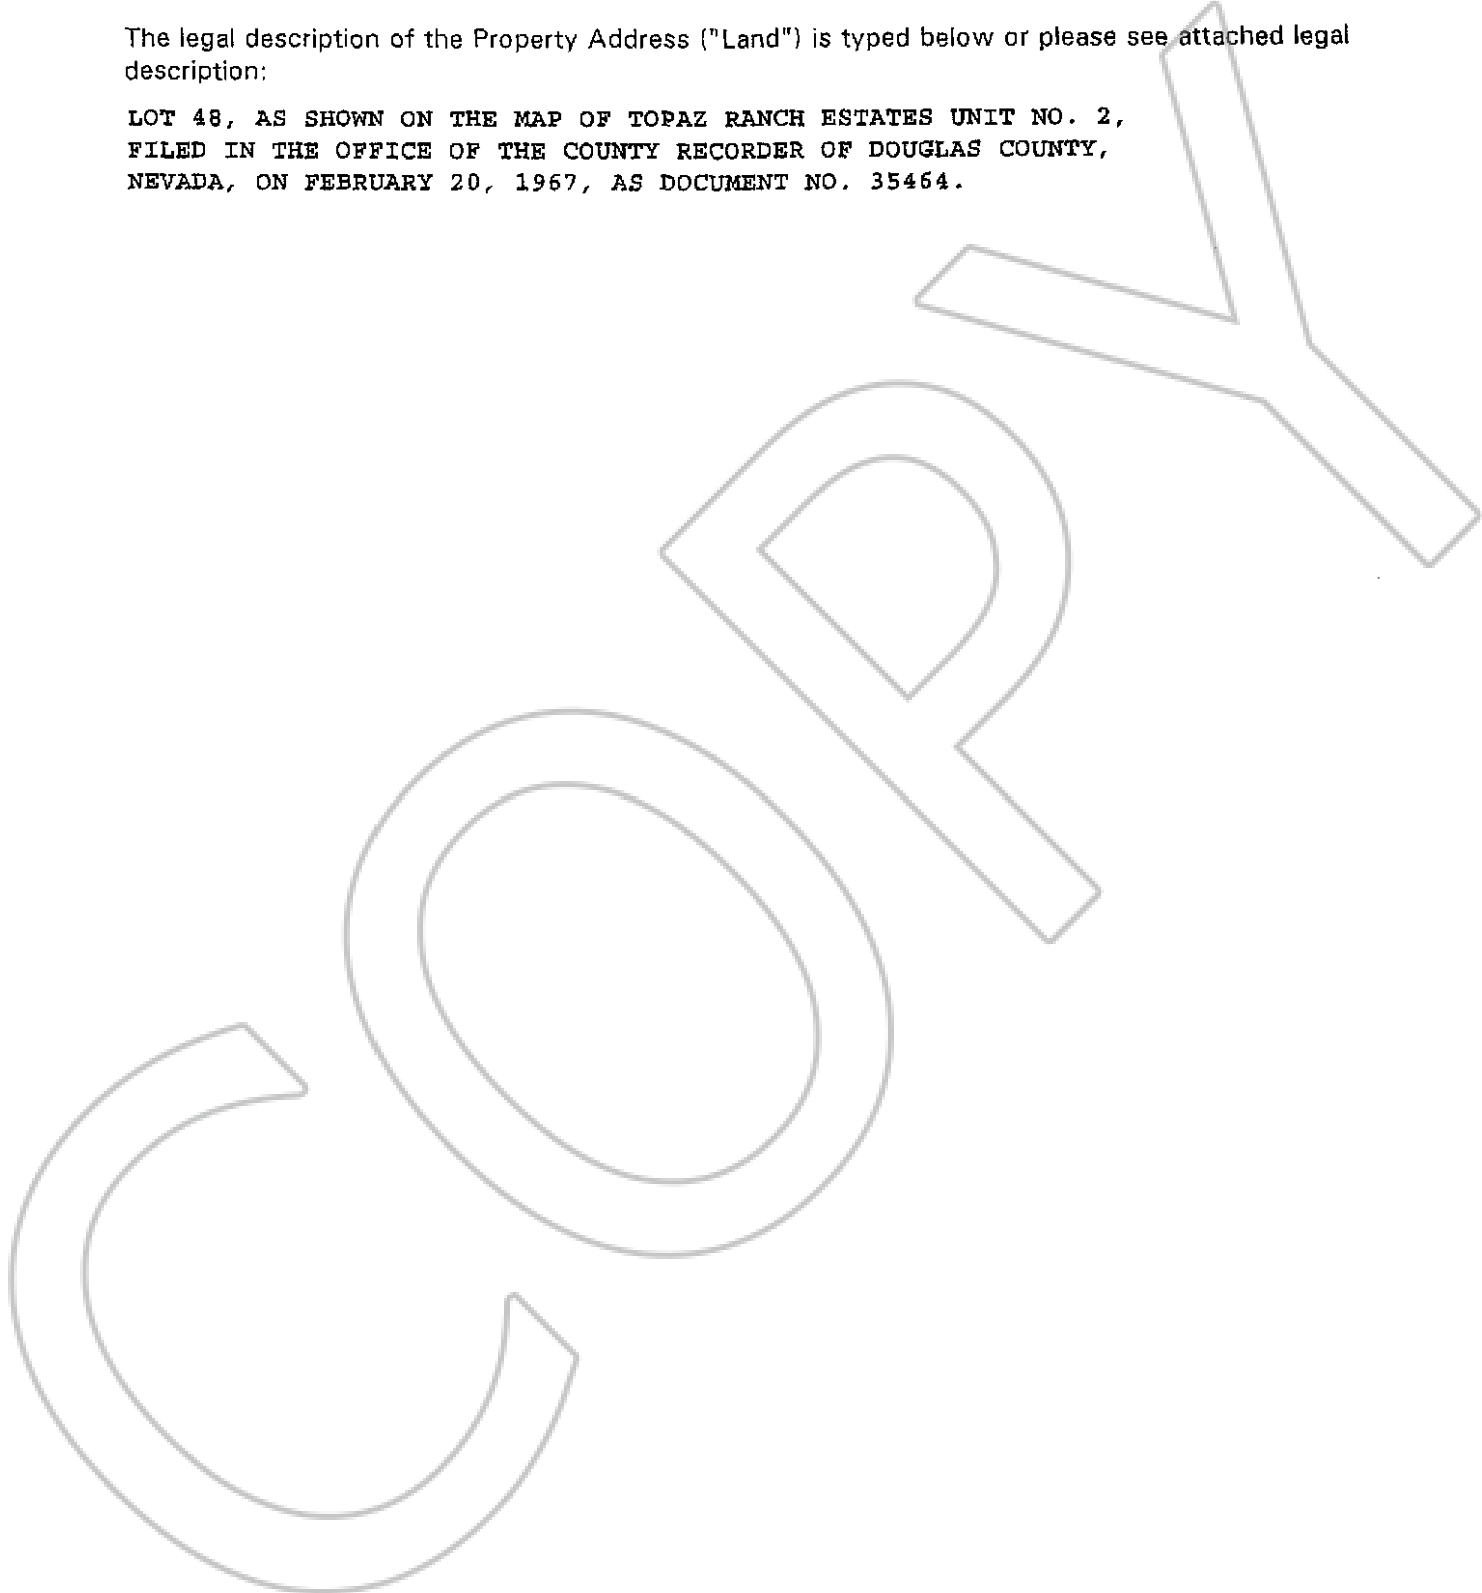 The legal description of the Property Address ("Land") is typed below or please see attached legal
description:
LOT 48, AS SHOWN ON THE MAP OF TOPAZ RANCH ESTATES UNIT NO. 2,
FILED IN THE OFFICE OF THE COUNTY RECORDER OF DOUGLAS COUNTY,
NEVADA, ON FEBRUARY 20, 1967, AS DOCUMENT NO. 35464.
COPY